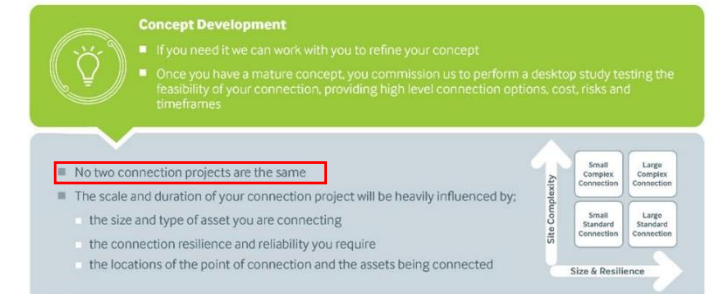 Concept Development
If you need it we can work with you to refine your concept
Once you have a mature concept, you commission us to perform a desktop study testing the
feasibility of your connection, providing high level connection options, cost, risks and
timeframes
No two connection projects are the same
The scale and duration of your connection project will be heavily influenced by;
the size and type of asset you are connecting
the connection resilience and reliability you require
the locations of the point of connection and the assets being connected
Site Complexity
Small
Complex
Connection
Large
Complex
Connection
Small
Standard
Connection
Large
Standard
Connection
Size & Resilience